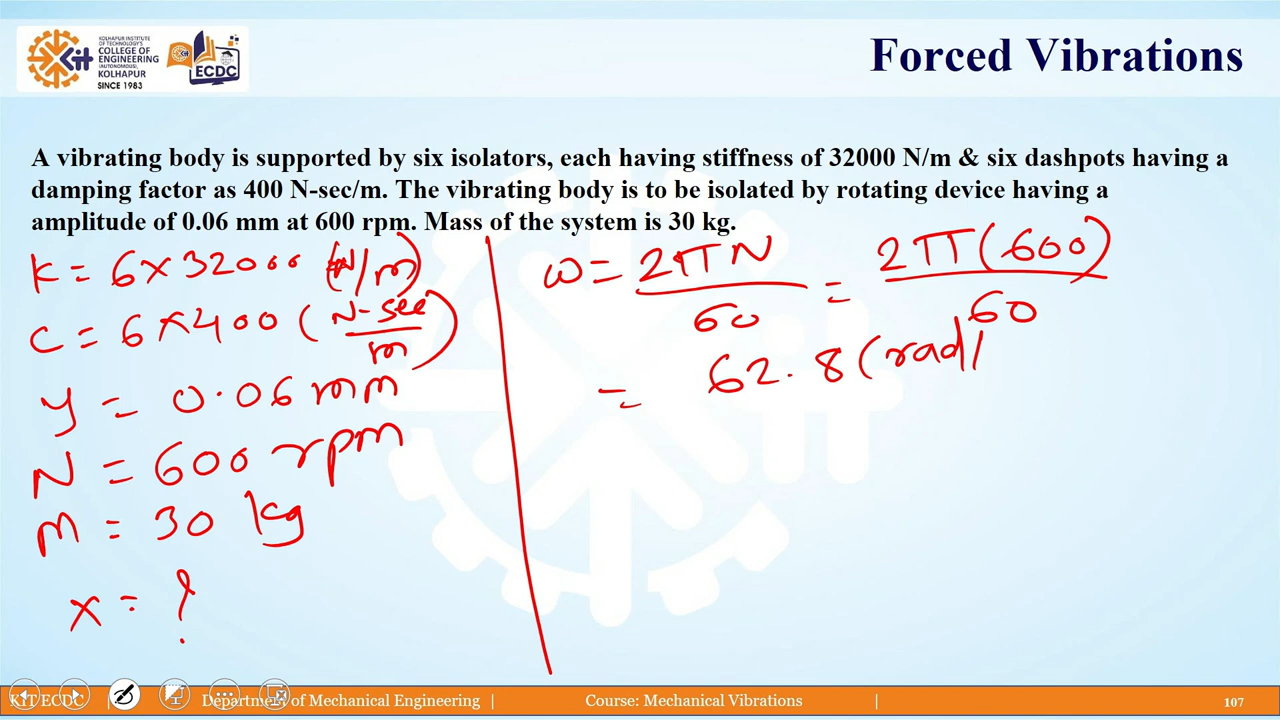 KOLHAPUR INSTITUTE
OF TECHNOLOGY'S
COLLEGE OF
ENGINEERING
(AUTONOMOUS)
KOLHAPUR
SINCE 1983
KIT
ECDC
Forced Vibrations
A vibrating body is supported by six isolators, each having stiffness of 32000 N/m & six dashpots having a
damping factor as 400 N-sec/m. The vibrating body is to be isolated by rotating device having a
amplitude of 0.06 mm at 600 rpm. Mass of the system is 30 kg.
K = 6×32000 (N/m)
C = 6×400 (N-sec/m)
y = 0.06 mm
N = 600 rpm
m = 30 kg
x = ?
ω = 2πN/60 = 2π(600)/60
= 62.8 (rad/
KIT ECDC | Department of Mechanical Engineering | Course: Mechanical Vibrations | 107